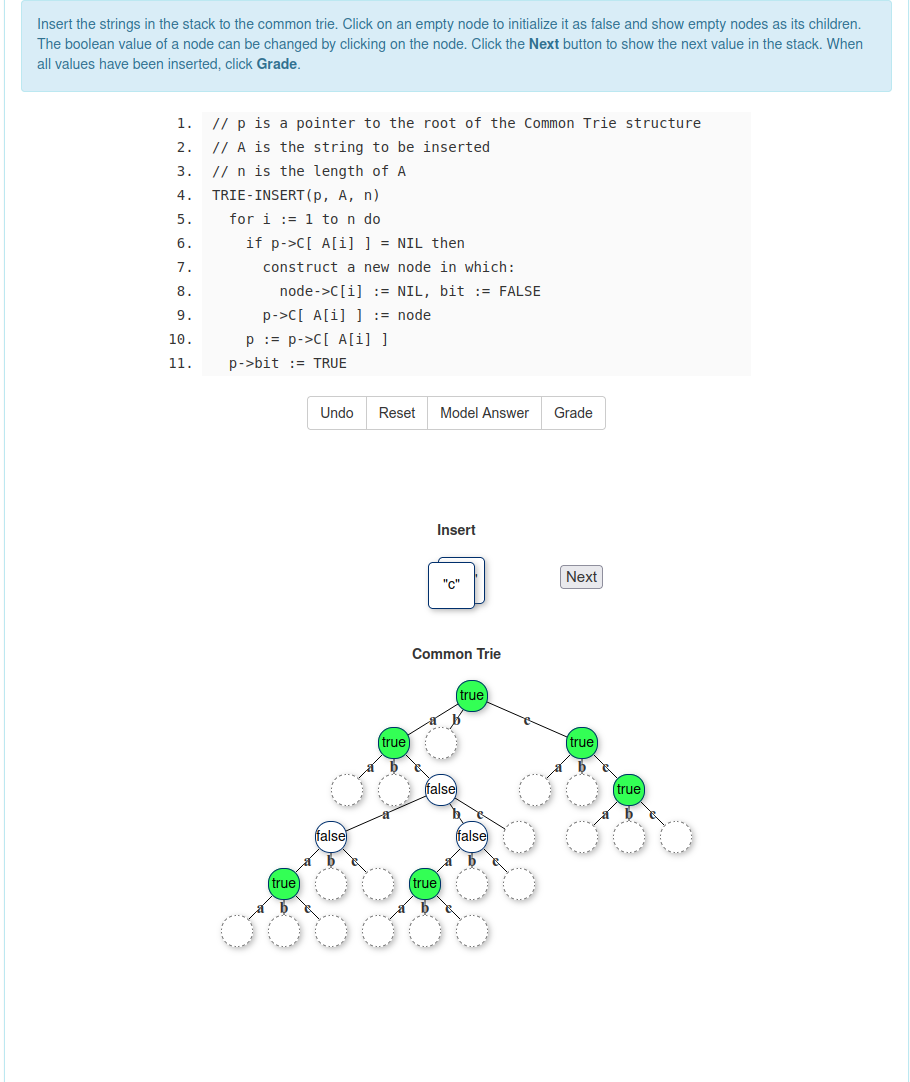 Insert the strings in the stack to the common trie. Click on an empty node to initialize it as false and show empty nodes as its children.
The boolean value of a node can be changed by clicking on the node. Click the Next button to show the next value in the stack. When
all values have been inserted, click Grade.
1. // p is a pointer to the root of the Common Trie structure
2. // A is the string to be inserted
3. // n is the length of A
4. TRIE-INSERT(p, A, n)
5. for i := 1 to n do
6. if p->C[ A[i] ] = NIL then
7. construct a new node in which:
8. node->C[i] := NIL, bit := FALSE
9. p->C[ A[i] ] := node
10. p := p->C[ A[i] ]
11. p->bit := TRUE
Undo Reset Model Answer Grade
Insert
"c" Next
Common Trie
true
a b c
true true
a b c a b c
false true
a b c a b c
false false
a b c a b c
true true
a b c a b c